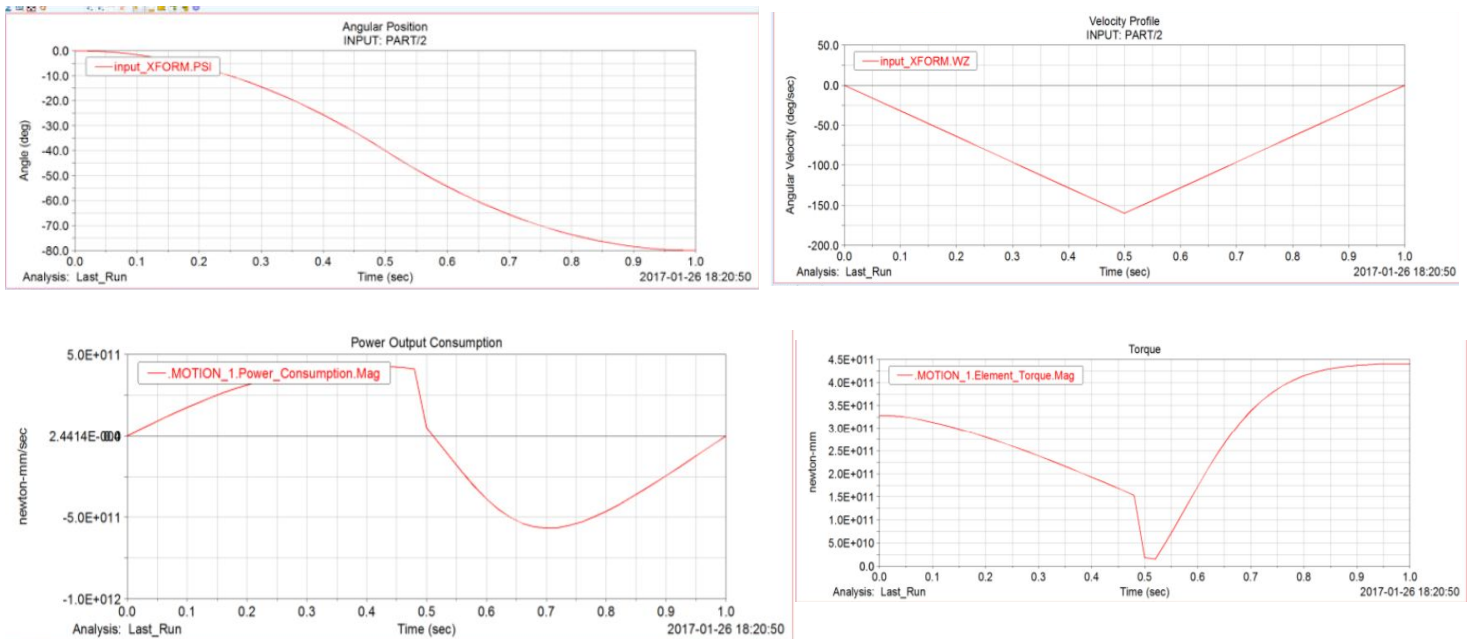 Angular Position
INPUT: PART/2
input_XFORM.PSI
Angle (deg)
0.0
-10.0
-20.0
-30.0
-40.0
-50.0
-60.0
-70.0
-80.0
0.0 0.1 0.2 0.3 0.4 0.5 0.6 0.7 0.8 0.9 1.0
Analysis: Last_Run Time (sec) 2017-01-26 18:20:50
Velocity Profile
INPUT: PART/2
input_XFORM.WZ
Angular Velocity (deg/sec)
50.0
0.0
-50.0
-100.0
-150.0
-200.0
0.0 0.1 0.2 0.3 0.4 0.5 0.6 0.7 0.8 0.9 1.0
Analysis: Last_Run Time (sec) 2017-01-26 18:20:50
Power Output Consumption
.MOTION_1.Power_Consumption.Mag
newton-mm/sec
5.0E+011
-5.0E+011
-1.0E+012
0.0 0.1 0.2 0.3 0.4 0.5 0.6 0.7 0.8 0.9 1.0
Analysis: Last_Run Time (sec) 2017-01-26 18:20:50
Torque
.MOTION_1.Element_Torque.Mag
newton-mm
4.5E+011
4.0E+011
3.5E+011
3.0E+011
2.5E+011
2.0E+011
1.5E+011
1.0E+011
5.0E+010
0.0
0.0 0.1 0.2 0.3 0.4 0.5 0.6 0.7 0.8 0.9 1.0
Analysis: Last_Run Time (sec) 2017-01-26 18:20:50